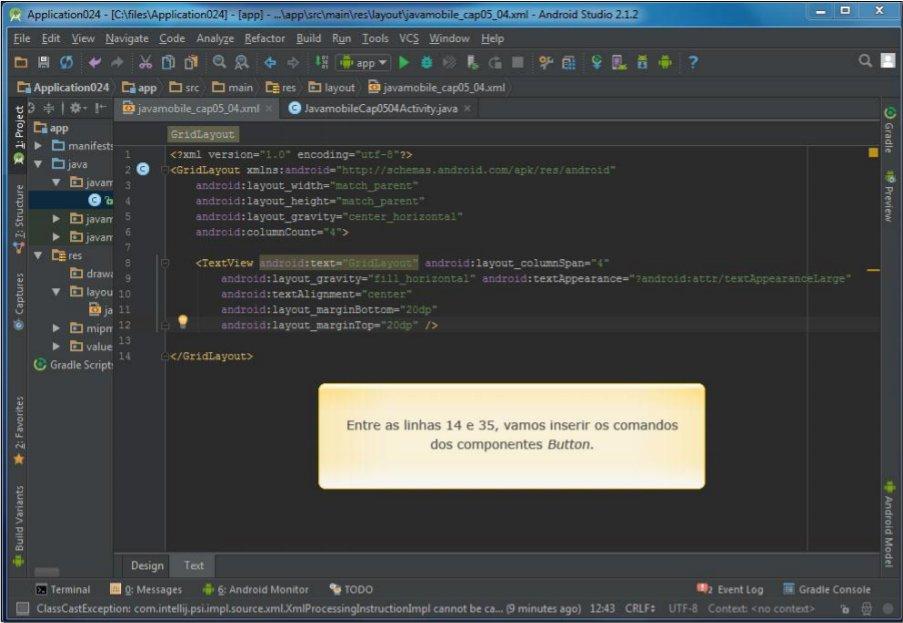 Application024 - [C:\files\Application024] - [app] - ...\app\src\main\res\layout\javamobile_cap05_04.xml - Android Studio 2.1.2
File Edit View Navigate Code Analyze Refactor Build Run Tools VCS Window Help
app
Application024 app src main res layout javamobile_cap05_04.xml
javamobile_cap05_04.xml JavamobileCap0504Activity.java
1: Project
Z: Structure
Captures
2: Favorites
Build Variants
app
manifests
java
javam
javam
javam
res
drawa
layou
ja
mipm
value
Gradle Script
GridLayout
1 <?xml version="1.0" encoding="utf-8"?>
2 <GridLayout xmlns:android="http://schemas.android.com/apk/res/android"
3 android:layout_width="match_parent"
4 android:layout_height="match_parent"
5 android:layout_gravity="center_horizontal"
6 android:columnCount="4">
7
8 <TextView android:text="GridLayout" android:layout_columnSpan="4"
9 android:layout_gravity="fill_horizontal" android:textAppearance="?android:attr/textAppearanceLarge"
10 android:textAlignment="center"
11 android:layout_marginBottom="20dp"
12 android:layout_marginTop="20dp" />
13
14 </GridLayout>
Entre as linhas 14 e 35, vamos inserir os comandos
dos componentes Button.
Gradle
Preview
Android Model
Design Text
Terminal 0: Messages 6: Android Monitor TODO 2 Event Log Gradle Console
ClassCastException: com.intellij.psi.impl.source.xml.XmlProcessingInstructionImpl cannot be ca... (9 minutes ago) 12:43 CRLF UTF-8 Context: <no context>